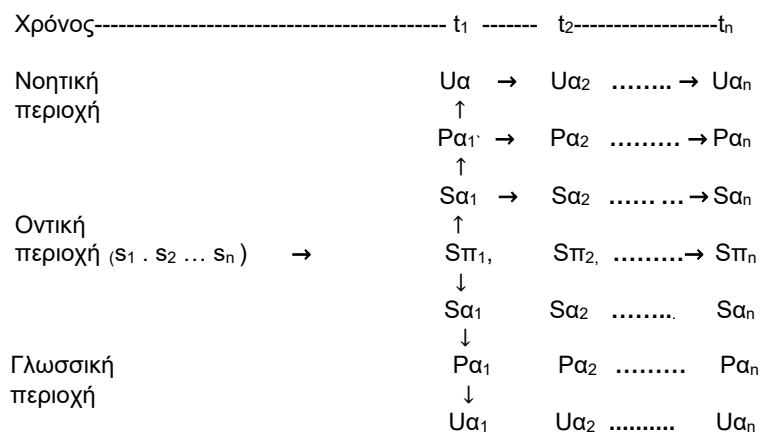 Χρόνος-------------------------------------------- t₁ ------- t₂------------------tₙ
Νοητική Uα → Uα₂ …….. → Uαₙ
περιοχή ↑
Pα₁` → Pα₂ ……… → Pαₙ
↑
Sα₁ → Sα₂ …… … → Sαₙ
Οντική ↑
περιοχή (s₁ . s₂ … sₙ ) → Sπ₁, Sπ₂, ………→ Sπₙ
↓
Sα₁ Sα₂ …….. Sαₙ
↓
Γλωσσική Pα₁ Pα₂ ……… Pαₙ
περιοχή ↓
Uα₁ Uα₂ .......... Uαₙ